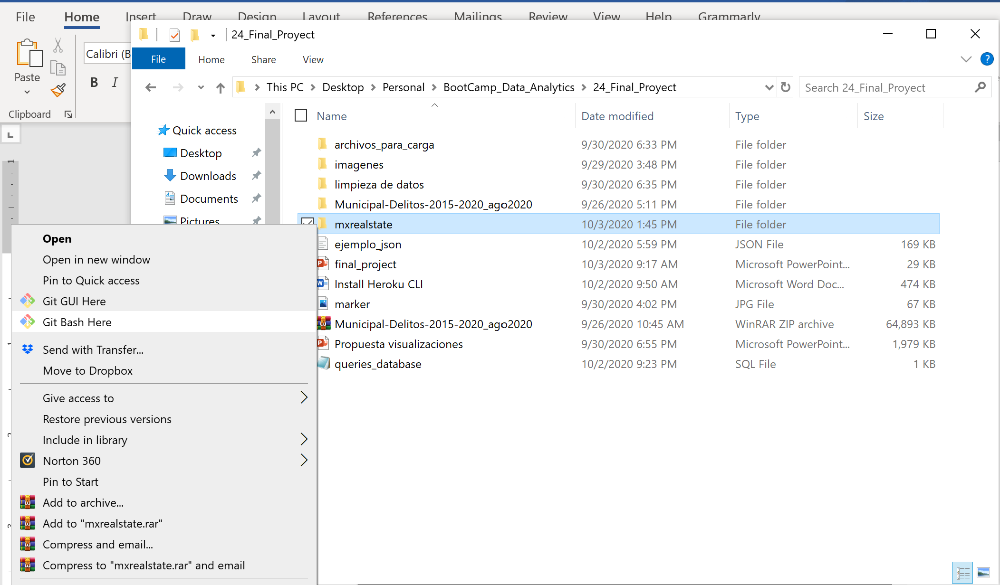 File Home Insert Draw Design Layout References Mailings Review View Help Grammarly
24_Final_Proyect
Paste
Calibri (B
B I
Clipboard
File Home Share View
?
This PC > Desktop > Personal > BootCamp_Data_Analytics > 24_Final_Proyect
Search 24_Final_Proyect
Name Date modified Type Size
Quick access
Desktop
Downloads
Documents
Pictures
archivos_para_carga 9/30/2020 6:33 PM File folder
imagenes 9/29/2020 3:48 PM File folder
limpieza de datos 9/30/2020 6:35 PM File folder
Municipal-Delitos-2015-2020_ago2020 9/26/2020 5:11 PM File folder
mxrealstate 10/3/2020 1:45 PM File folder
ejemplo_json 10/2/2020 5:59 PM JSON File 169 KB
final_project 10/3/2020 9:17 AM Microsoft PowerPoint... 29 KB
Install Heroku CLI 10/2/2020 9:50 AM Microsoft Word Doc... 474 KB
marker 9/30/2020 4:02 PM JPG File 67 KB
Municipal-Delitos-2015-2020_ago2020 9/26/2020 10:45 AM WinRAR ZIP archive 64,893 KB
Propuesta visualizaciones 9/30/2020 6:55 PM Microsoft PowerPoint... 1,979 KB
queries_database 10/2/2020 9:23 PM SQL File 1 KB
Open
Open in new window
Pin to Quick access
Git GUI Here
Git Bash Here
Send with Transfer...
Move to Dropbox
Give access to
Restore previous versions
Include in library
Norton 360
Pin to Start
Add to archive...
Add to "mxrealstate.rar"
Compress and email...
Compress to "mxrealstate.rar" and email